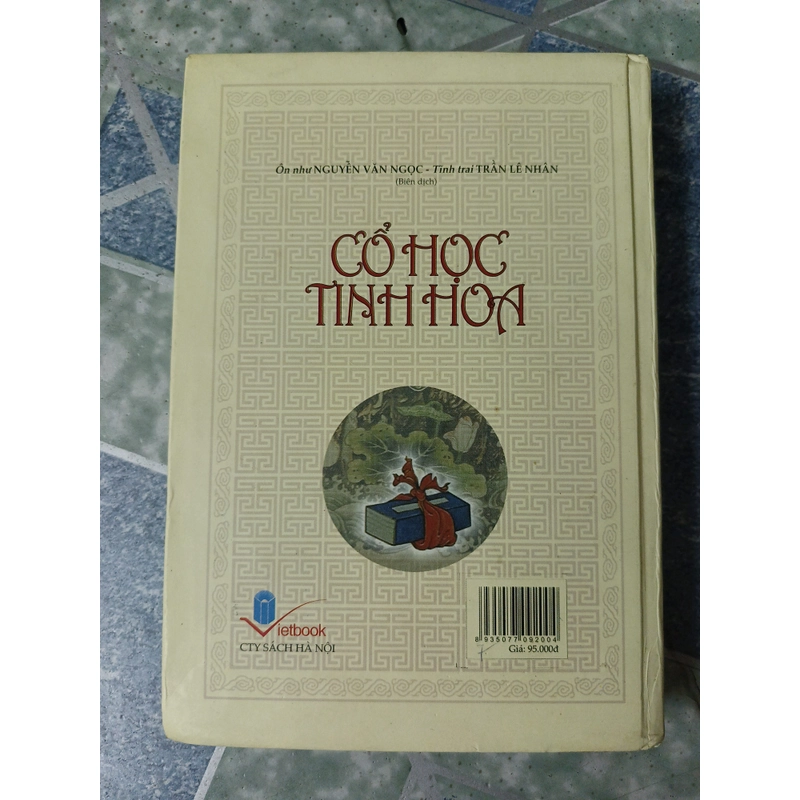 Ôn như NGUYỄN VĂN NGỌC - Tĩnh trai TRẦN LÊ NHÂN
(Biên dịch)
CỔ HỌC
TINH HOA
Vietbook
CTY SÁCH HÀ NỘI
8 935077 092004
Giá: 95.000đ